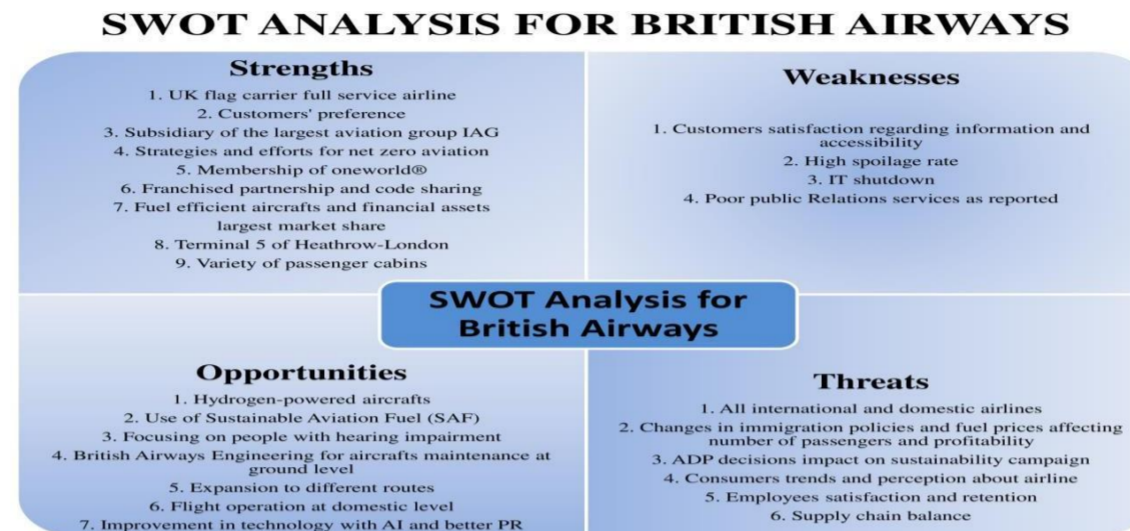 SWOT ANALYSIS FOR BRITISH AIRWAYS
Strengths
1. UK flag carrier full service airline
2. Customers' preference
3. Subsidiary of the largest aviation group IAG
4. Strategies and efforts for net zero aviation
5. Membership of oneworld®
6. Franchised partnership and code sharing
7. Fuel efficient aircrafts and financial assets
largest market share
8. Terminal 5 of Heathrow-London
9. Variety of passenger cabins
Weaknesses
1. Customers satisfaction regarding information and
accessibility
2. High spoilage rate
3. IT shutdown
4. Poor public Relations services as reported
SWOT Analysis for
British Airways
Opportunities
1. Hydrogen-powered aircrafts
2. Use of Sustainable Aviation Fuel (SAF)
3. Focusing on people with hearing impairment
4. British Airways Engineering for aircrafts maintenance at
ground level
5. Expansion to different routes
6. Flight operation at domestic level
7. Improvement in technology with AI and better PR
Threats
1. All international and domestic airlines
2. Changes in immigration policies and fuel prices affecting
number of passengers and profitability
3. ADP decisions impact on sustainability campaign
4. Consumers trends and perception about airline
5. Employees satisfaction and retention
6. Supply chain balance